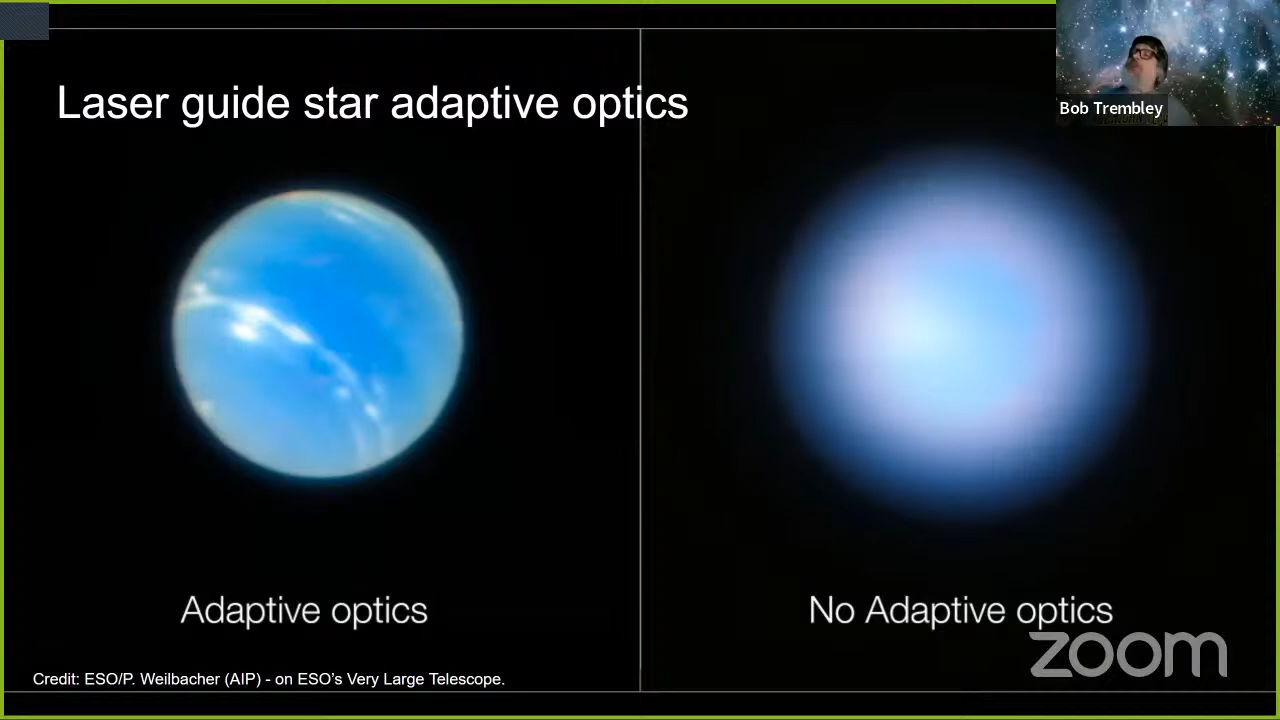 Laser guide star adaptive optics
Bob Trembley
Adaptive optics
No Adaptive optics
zoom
Credit: ESO/P. Weilbacher (AIP) - on ESO's Very Large Telescope.